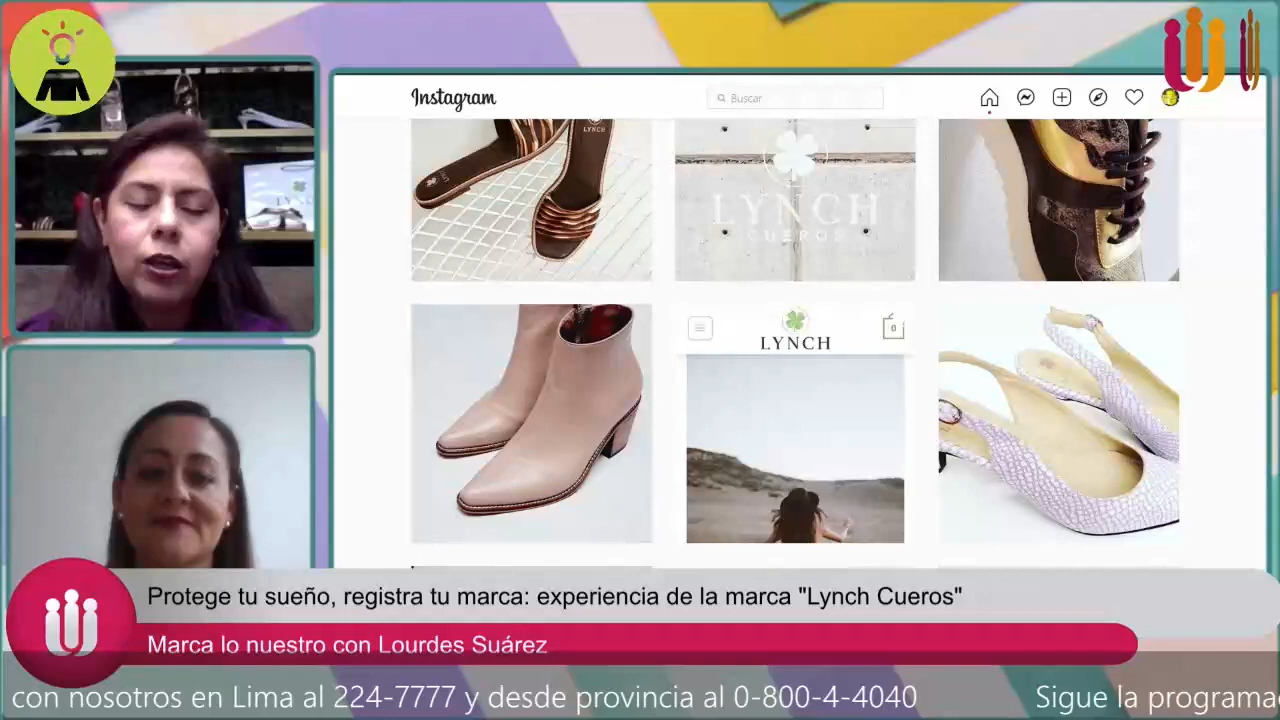 Instagram
Buscar
LYNCH
LYNCH
CUEROS
LYNCH
0
Protege tu sueño, registra tu marca: experiencia de la marca "Lynch Cueros"
Marca lo nuestro con Lourdes Suárez
con nosotros en Lima al 224-7777 y desde provincia al 0-800-4-4040
Sigue la programa